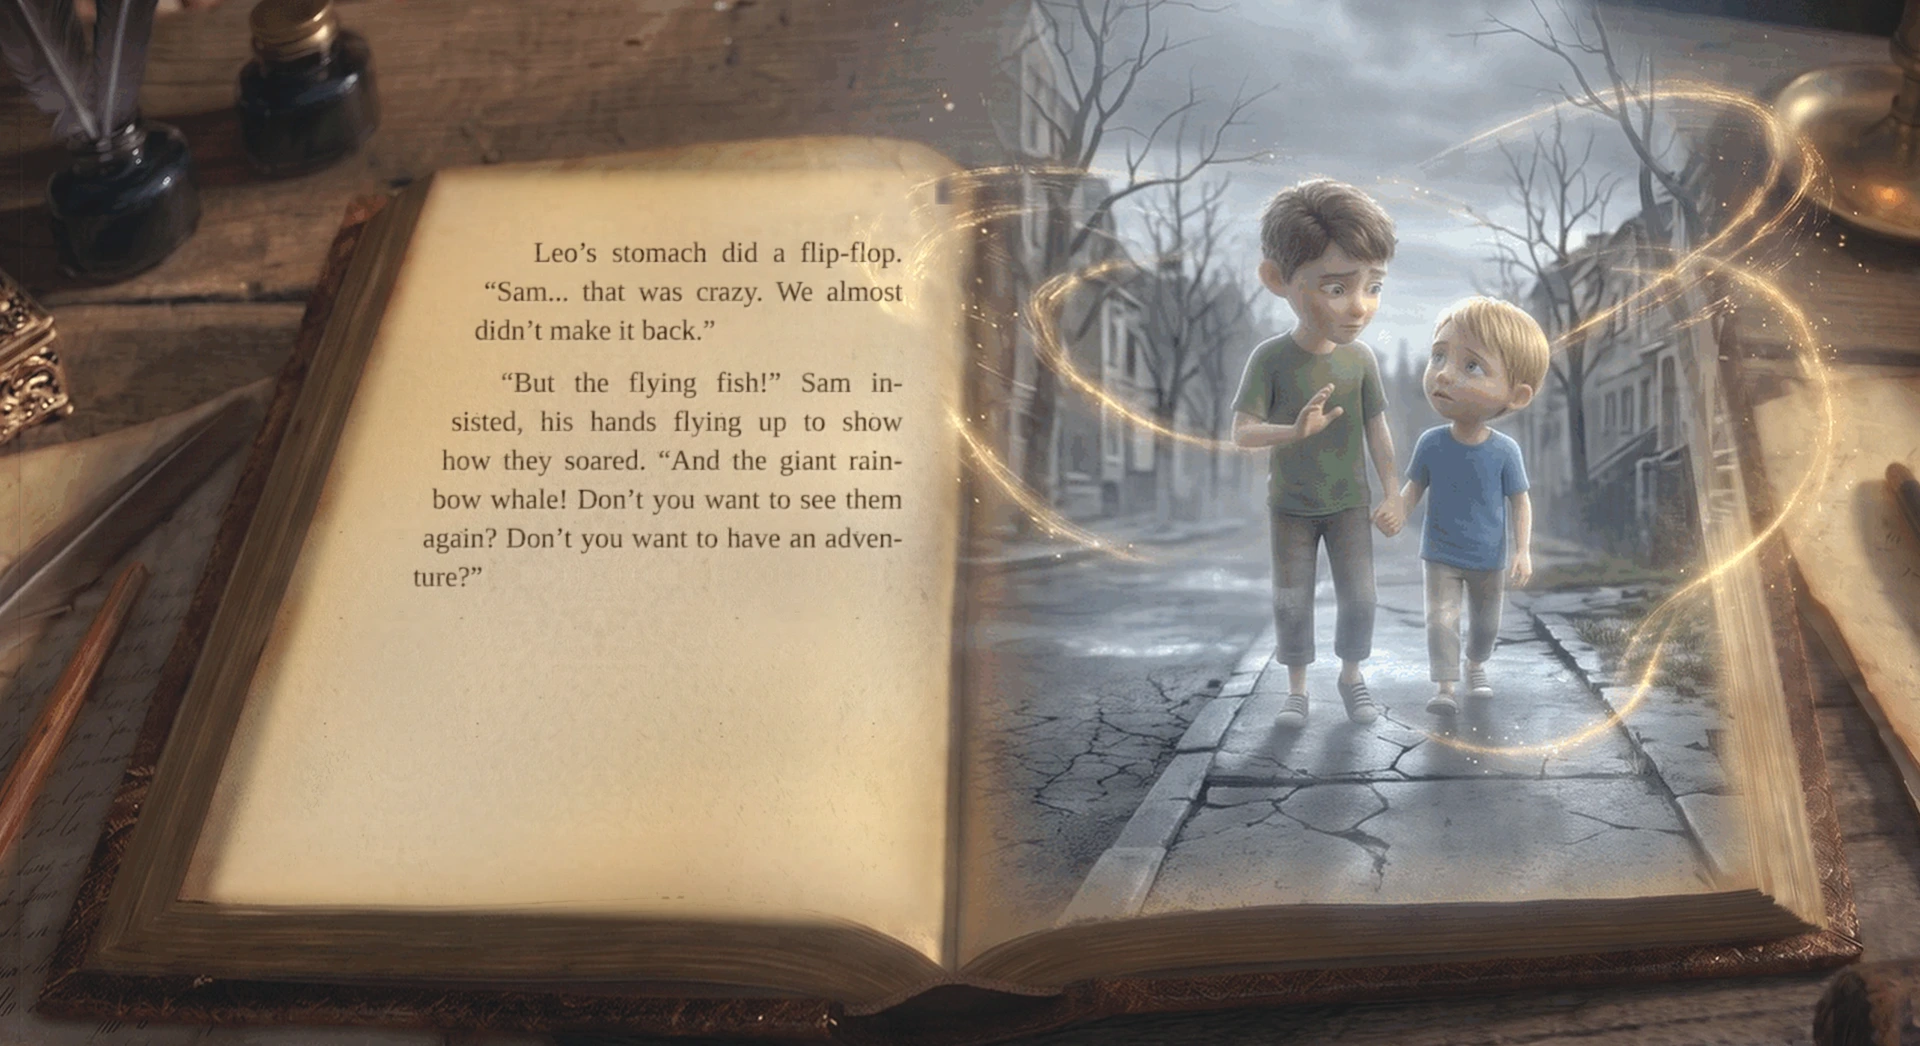 Leo’s stomach did a flip-flop.
“Sam... that was crazy. We almost
didn’t make it back.”
“But the flying fish!” Sam in-
sisted, his hands flying up to show
how they soared. “And the giant rain-
bow whale! Don’t you want to see them
again? Don’t you want to have an adven-
ture?”